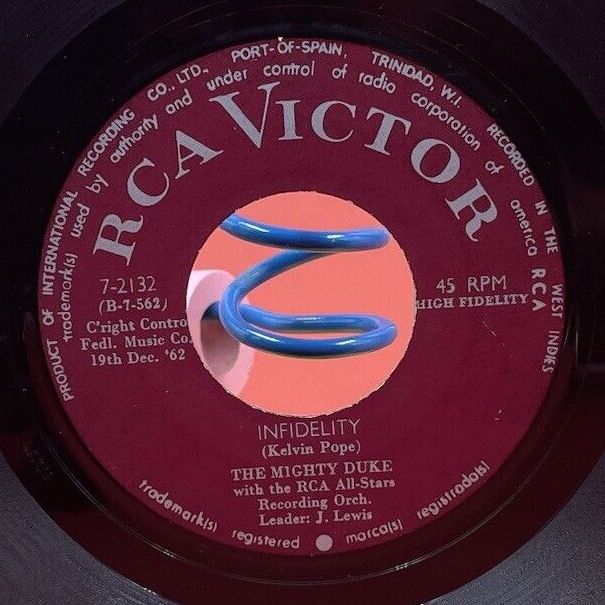 PRODUCT OF INTERNATIONAL RECORDING CO., LTD., PORT-OF-SPAIN, TRINIDAD, W.I. RECORDED IN THE WEST INDIES
trademark(s) used by authority and under control of radio corporation of america RCA
RCA VICTOR
7-2132
(B-7-562)
C'right Contro
Fedl. Music Co.
19th Dec. '62
45 RPM
HIGH FIDELITY
INFIDELITY
(Kelvin Pope)
THE M1GHTY DUKE
with the RCA All-Stars
Recording Orch.
Leader: J. Lewis
trademark(s) registered marca(s) registrada(s)